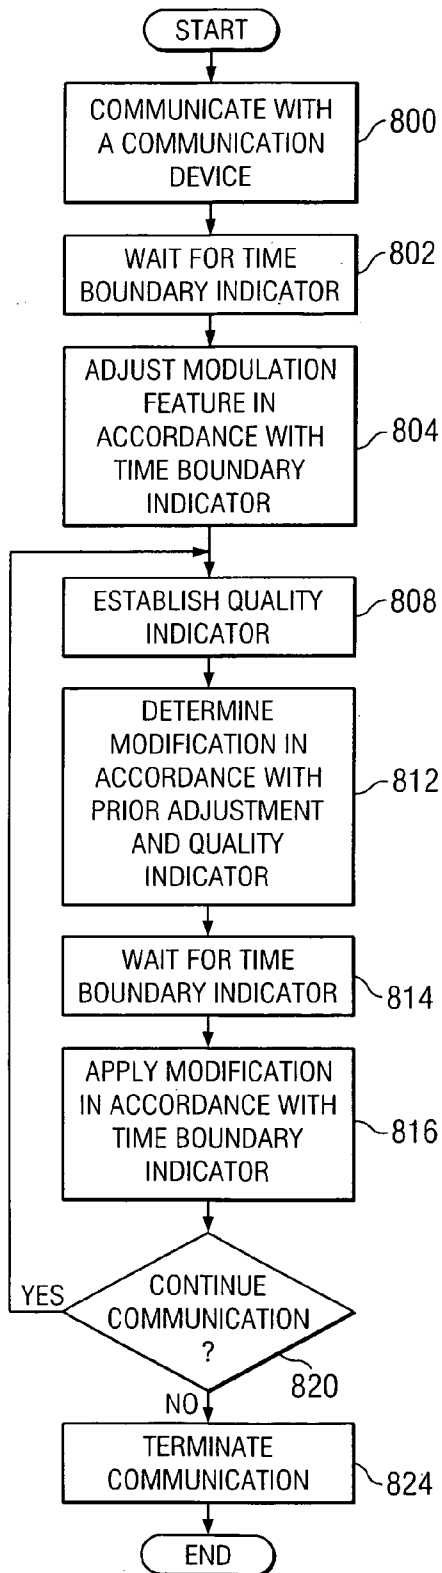 START
COMMUNICATE WITH
A COMMUNICATION
DEVICE
800
WAIT FOR TIME
BOUNDARY INDICATOR
802
ADJUST MODULATION
FEATURE IN
ACCORDANCE WITH
TIME BOUNDARY
INDICATOR
804
ESTABLISH QUALITY
INDICATOR
808
DETERMINE
MODIFICATION IN
ACCORDANCE WITH
PRIOR ADJUSTMENT
AND QUALITY
INDICATOR
812
WAIT FOR TIME
BOUNDARY INDICATOR
814
APPLY MODIFICATION
IN ACCORDANCE WITH
TIME BOUNDARY
INDICATOR
816
YES
CONTINUE
COMMUNICATION
?
820
NO
TERMINATE
COMMUNICATION
824
END